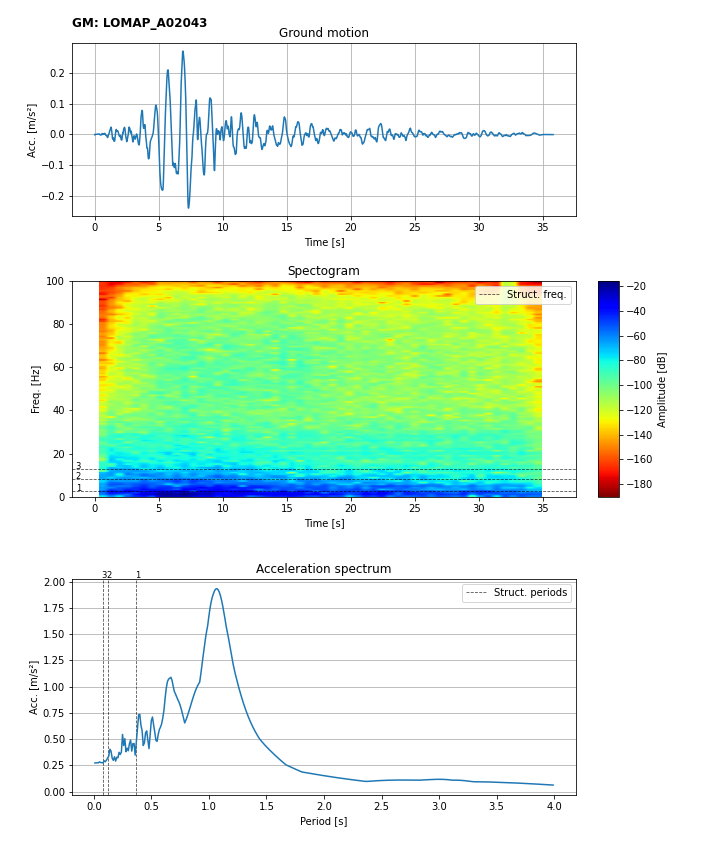 GM: LOMAP_A02043
Ground motion
Acc. [m/s²]
0.2
0.1
0.0
−0.1
−0.2
0 5 10 15 20 25 30 35
Time [s]
Spectogram
Freq. [Hz]
100
80
60
40
20
0
3
2
1
Struct. freq.
0 5 10 15 20 25 30 35
Time [s]
−20
−40
−60
−80
−100
−120
−140
−160
−180
Amplitude [dB]
Acceleration spectrum
32 1
Acc. [m/s²]
2.00
1.75
1.50
1.25
1.00
0.75
0.50
0.25
0.00
Struct. periods
0.0 0.5 1.0 1.5 2.0 2.5 3.0 3.5 4.0
Period [s]